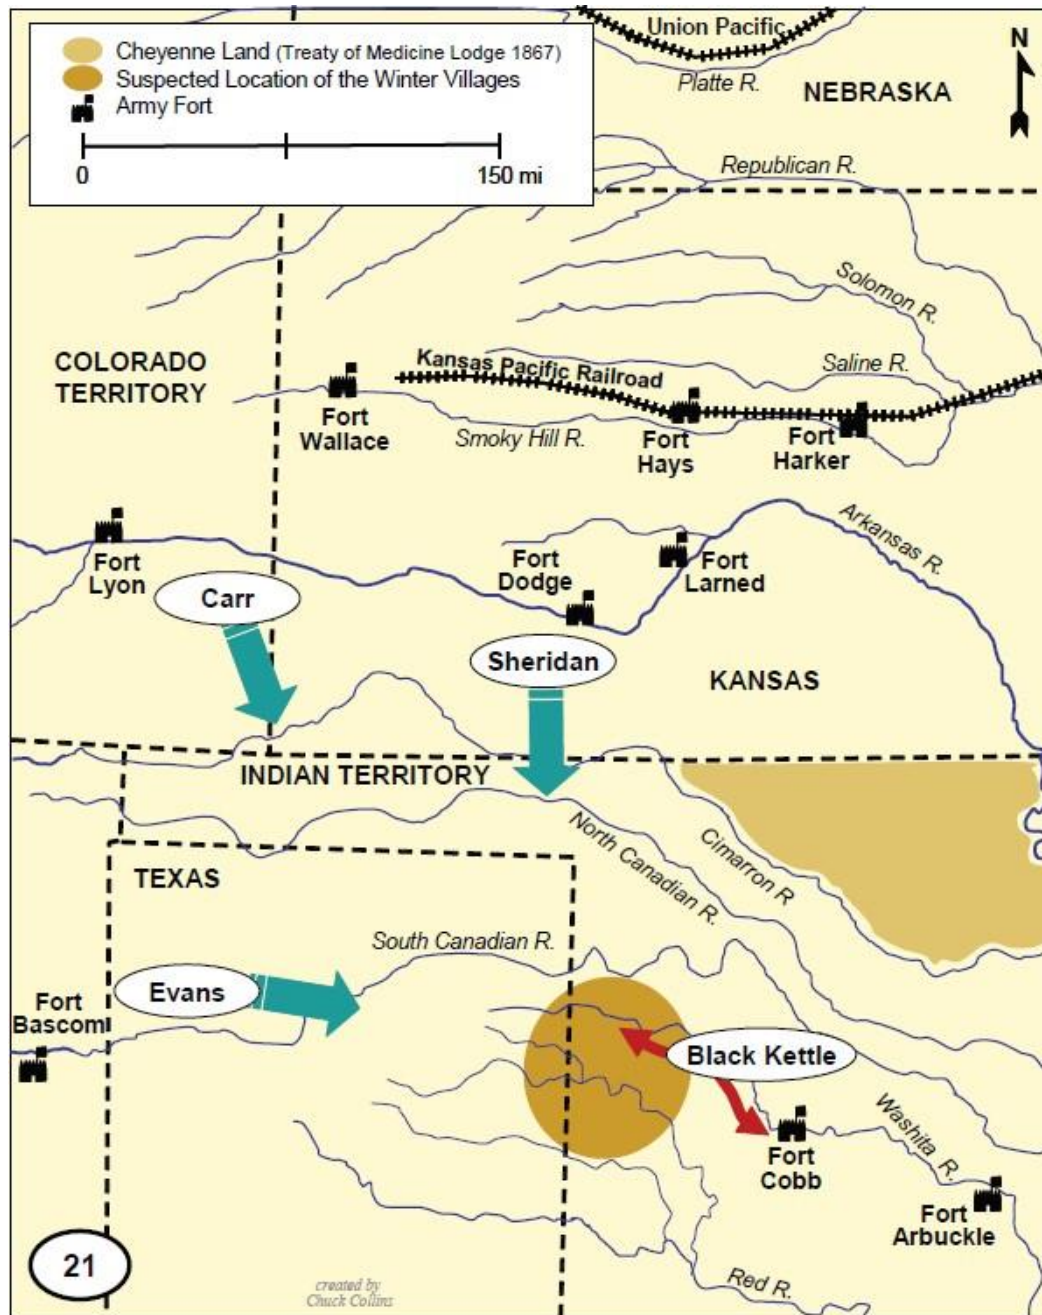 Union Pacific
Cheyenne Land (Treaty of Medicine Lodge 1867)
Suspected Location of the Winter Villages
Army Fort
0
150 mi
Platte R.
NEBRASKA
N
Republican R.
Solomon R.
COLORADO
TERRITORY
Kansas Pacific Railroad
Saline R.
Fort
Wallace
Smoky Hill R.
Fort
Hays
Fort
Harker
Arkansas R.
Fort
Lyon
Fort
Dodge
Fort
Larned
Carr
Sheridan
KANSAS
INDIAN TERRITORY
TEXAS
North Canadian R.
Cimarron R
South Canadian R.
Evans
Fort
Bascom
Black Kettle
Washita R.
Fort
Cobb
Fort
Arbuckle
21
created by
Chuck Collins
Red R.